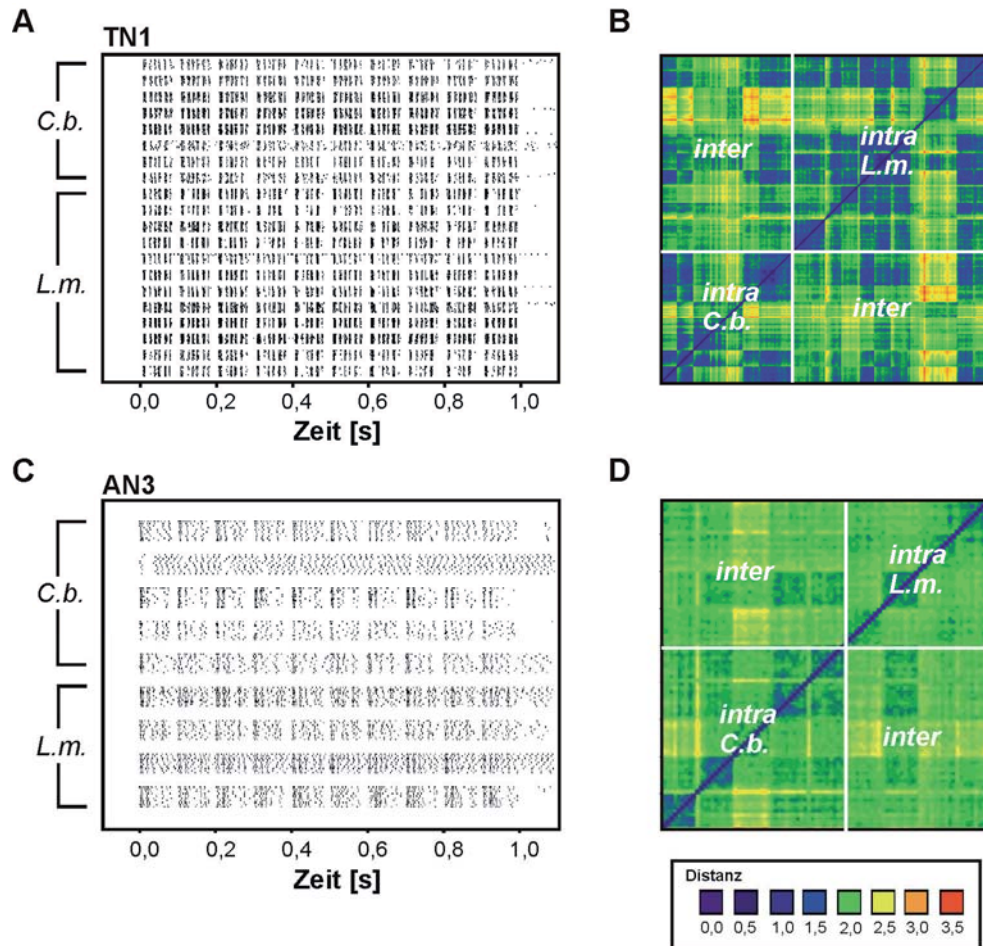 A
TN1
C.b.
L.m.
0,0 0,2 0,4 0,6 0,8 1,0
Zeit [s]
B
inter
intra
L.m.
intra
C.b.
inter
C
AN3
C.b.
L.m.
0,0 0,2 0,4 0,6 0,8 1,0
Zeit [s]
D
inter
intra
L.m.
intra
C.b.
inter
Distanz
0,0 0,5 1,0 1,5 2,0 2,5 3,0 3,5